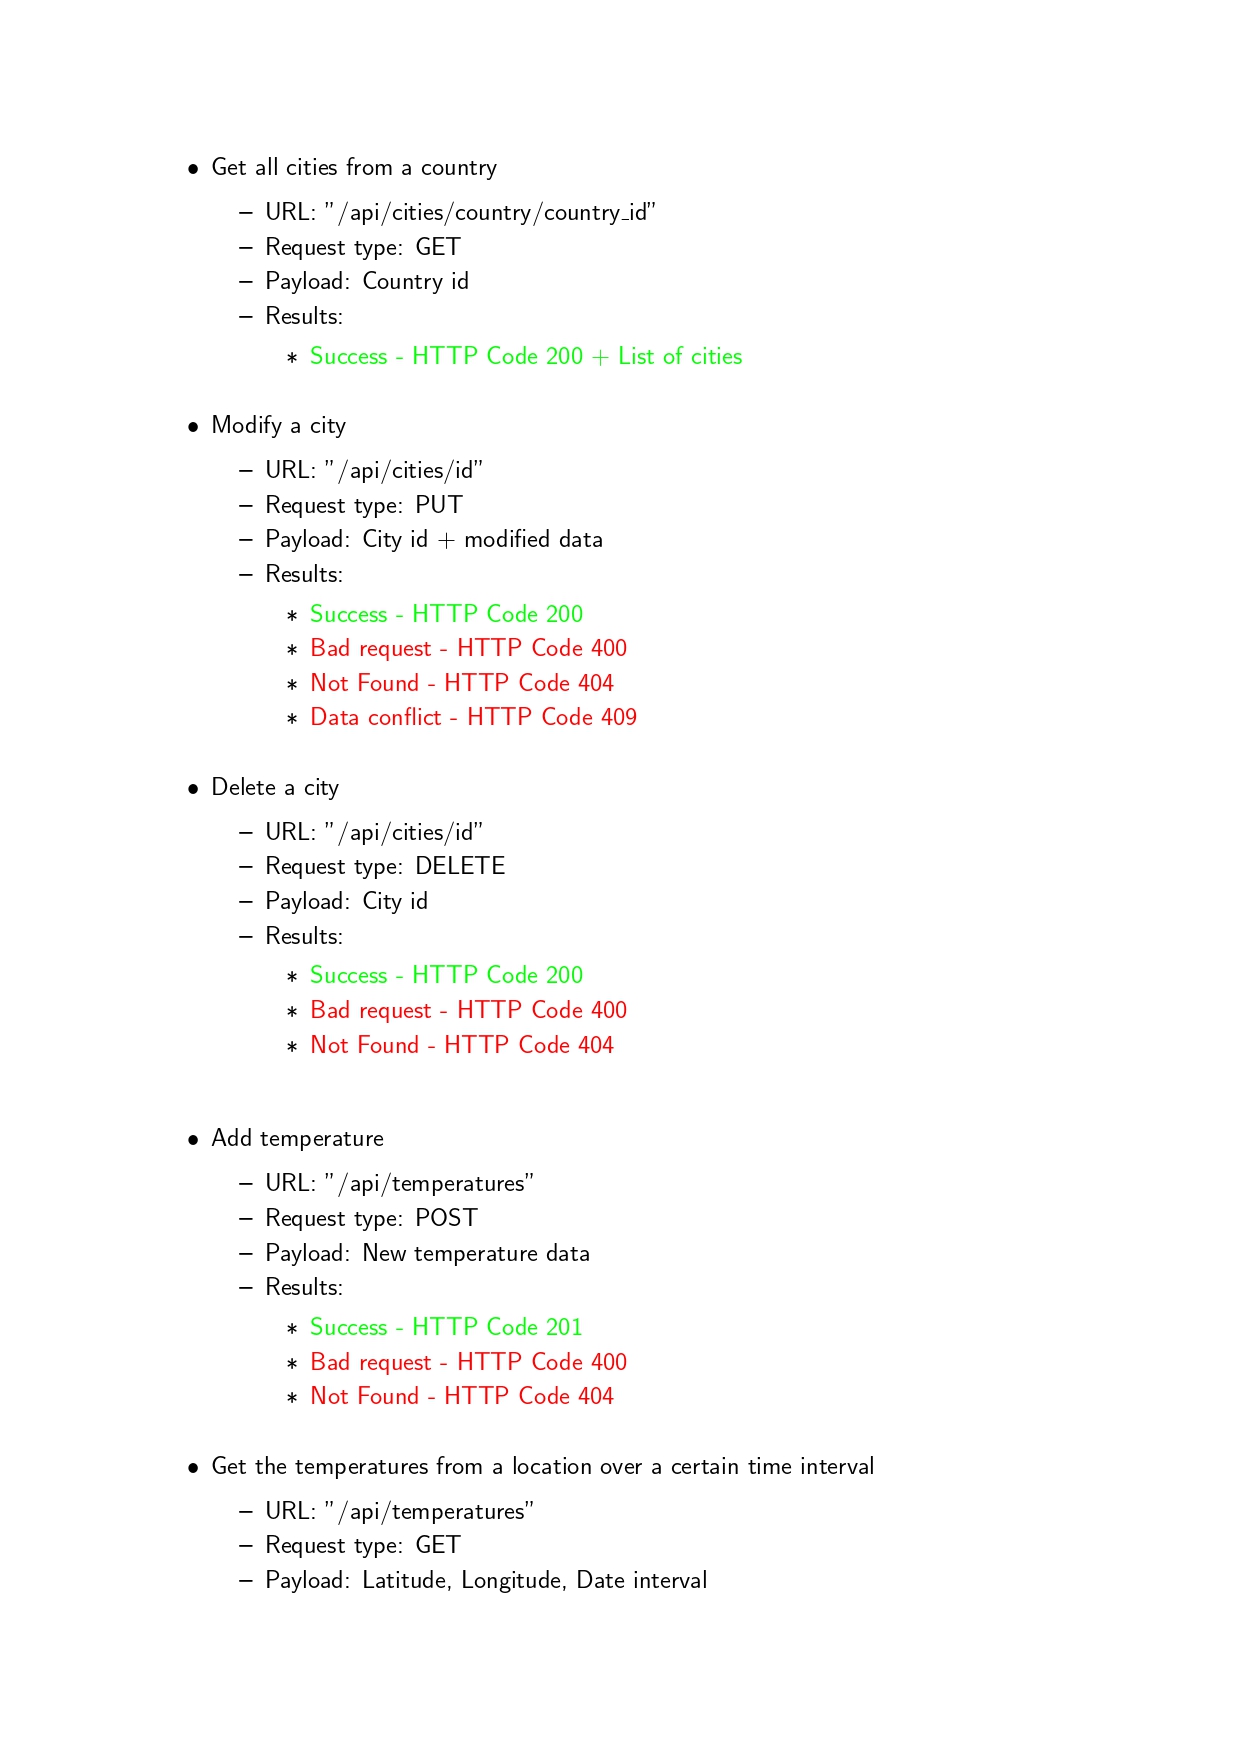 • Get all cities from a country
– URL: "/api/cities/country/country_id"
– Request type: GET
– Payload: Country id
– Results:
* Success - HTTP Code 200 + List of cities
• Modify a city
– URL: "/api/cities/id"
– Request type: PUT
– Payload: City id + modified data
– Results:
* Success - HTTP Code 200
* Bad request - HTTP Code 400
* Not Found - HTTP Code 404
* Data conflict - HTTP Code 409
• Delete a city
– URL: "/api/cities/id"
– Request type: DELETE
– Payload: City id
– Results:
* Success - HTTP Code 200
* Bad request - HTTP Code 400
* Not Found - HTTP Code 404
• Add temperature
– URL: "/api/temperatures"
– Request type: POST
– Payload: New temperature data
– Results:
* Success - HTTP Code 201
* Bad request - HTTP Code 400
* Not Found - HTTP Code 404
• Get the temperatures from a location over a certain time interval
– URL: "/api/temperatures"
– Request type: GET
– Payload: Latitude, Longitude, Date interval